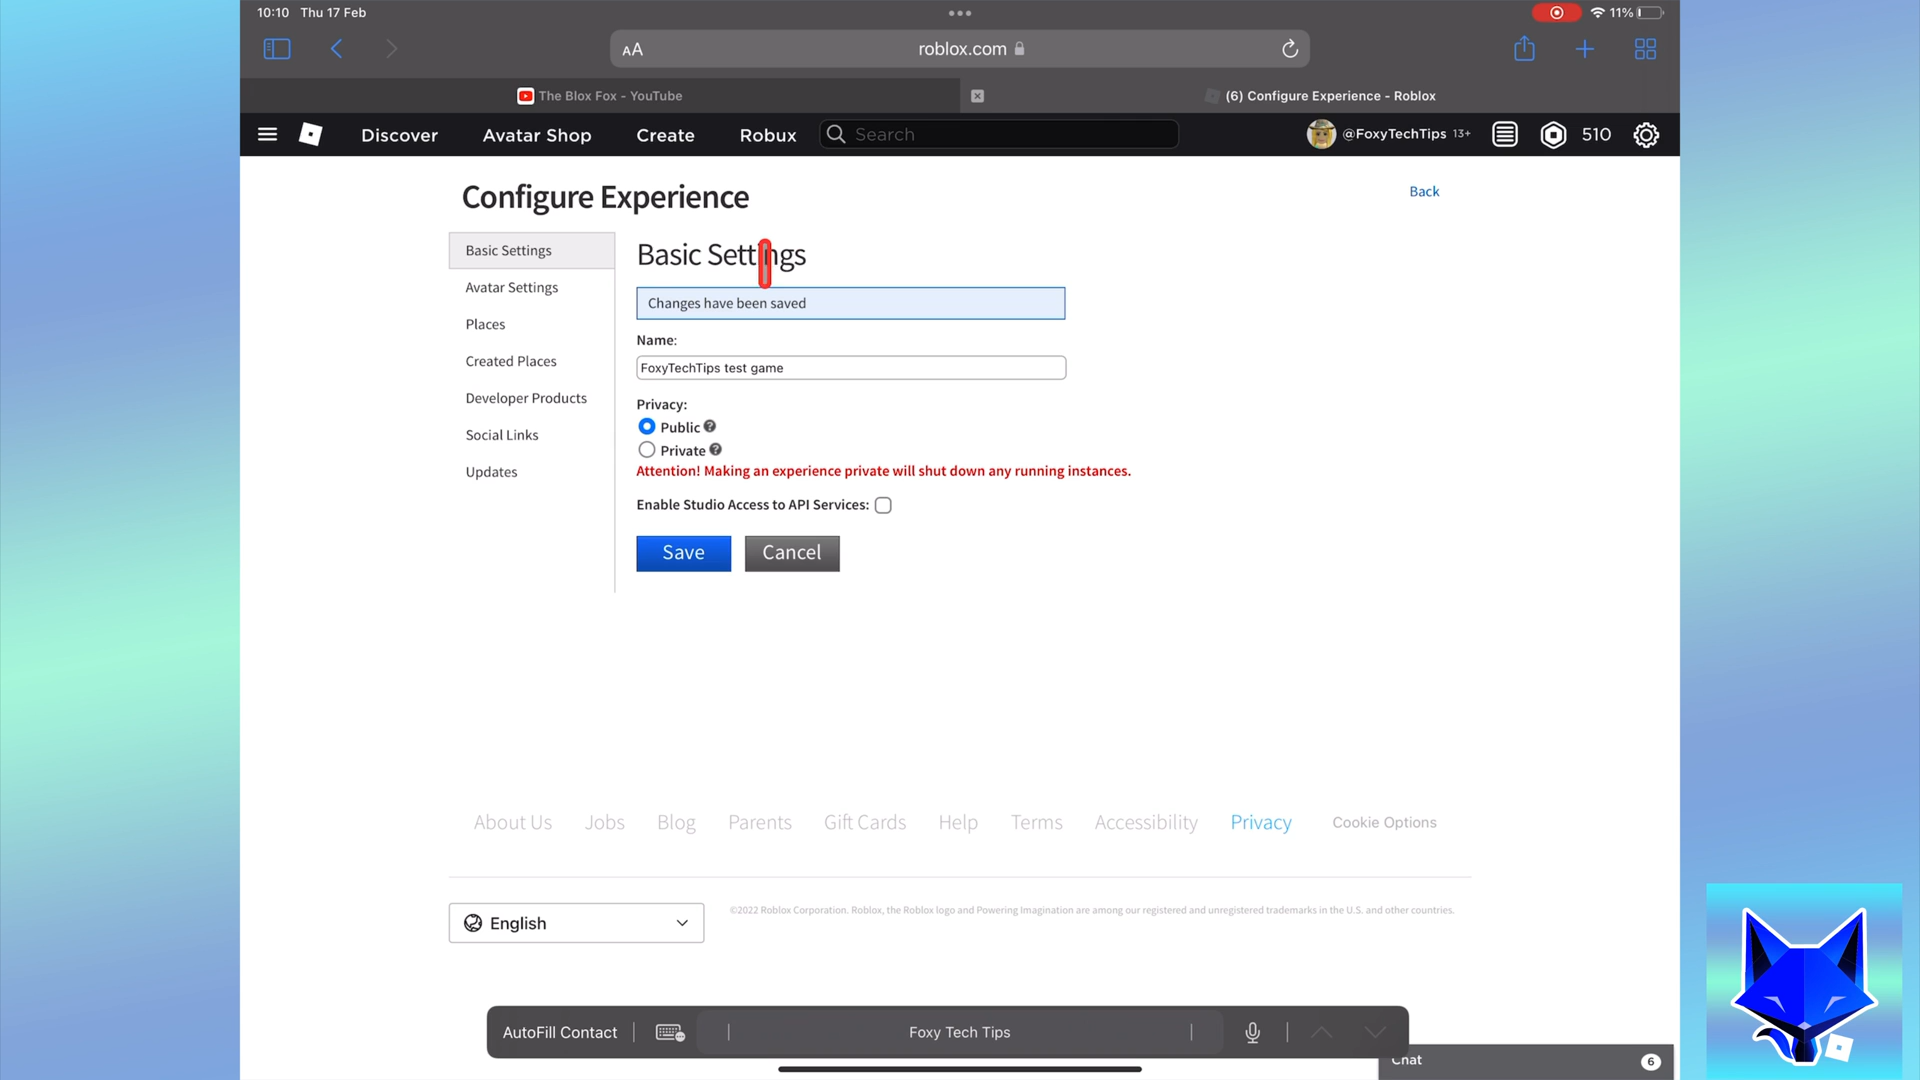 10:10 Thu 17 Feb
11%
AA
roblox.com
The Blox Fox - YouTube
(6) Configure Experience - Roblox
Discover
Avatar Shop
Create
Robux
Search
@FoxyTechTips 13+
510
Configure Experience
Back
Basic Settings
Avatar Settings
Places
Created Places
Developer Products
Social Links
Updates
Basic Settings
Changes have been saved
Name:
FoxyTechTips test game
Privacy:
Public
Private
Attention! Making an experience private will shut down any running instances.
Enable Studio Access to API Services:
Save
Cancel
About Us
Jobs
Blog
Parents
Gift Cards
Help
Terms
Accessibility
Privacy
Cookie Options
English
©2022 Roblox Corporation. Roblox, the Roblox logo and Powering Imagination are among our registered and unregistered trademarks in the U.S. and other countries.
AutoFill Contact
Foxy Tech Tips
Chat
6